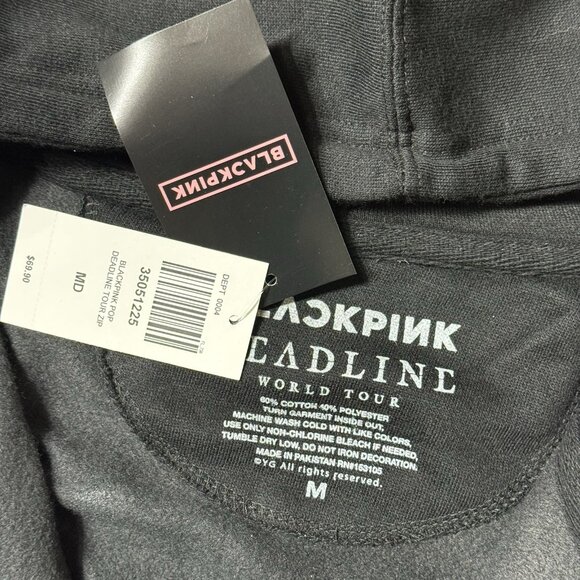 BLACKPINK
DEPT 0004
35051225
BLACKPINK POP
DEADLINE TOUR ZIP
MD
$69.90
BLACKPINK
DEADLINE
WORLD TOUR
60% COTTON 40% POLYESTER
TURN GARMENT INSIDE OUT,
MACHINE WASH COLD WITH LIKE COLORS,
USE ONLY NON-CHLORINE BLEACH IF NEEDED,
TUMBLE DRY LOW, DO NOT IRON DECORATION.
MADE IN PAKISTAN RN#163105
©YG All rights reserved.
M